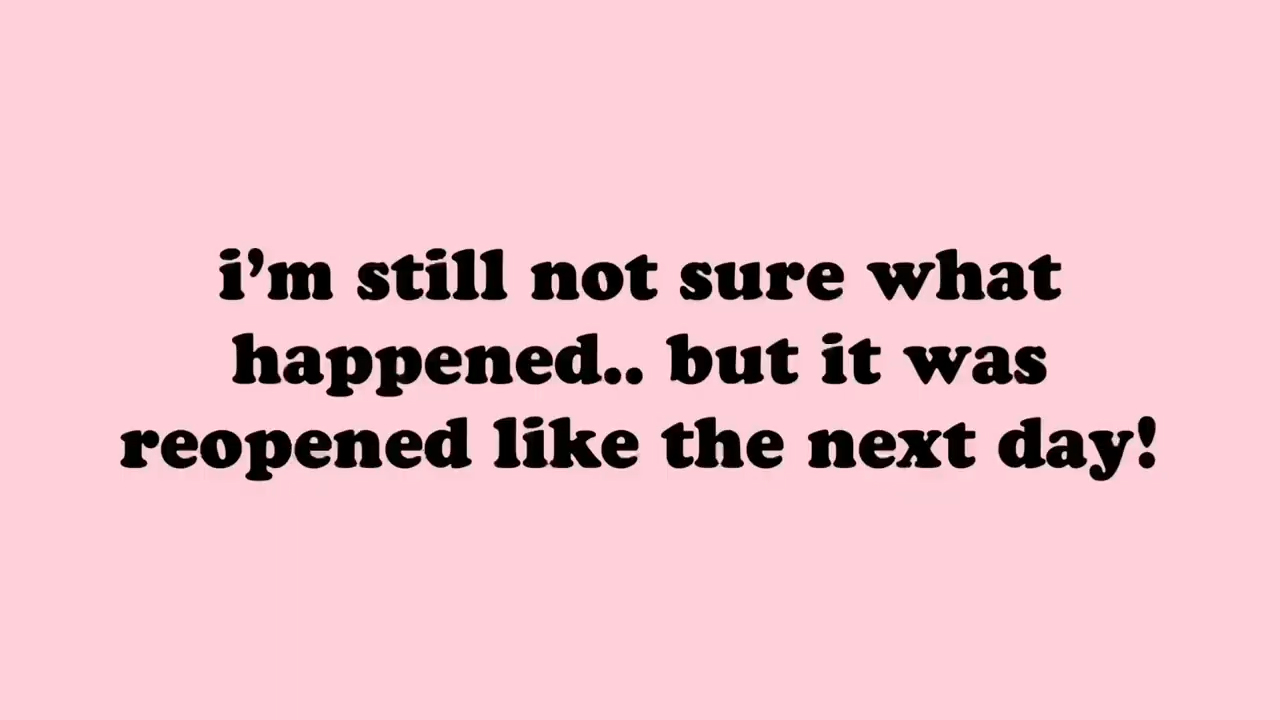 i’m still not sure what
happened.. but it was
reopened like the next day!